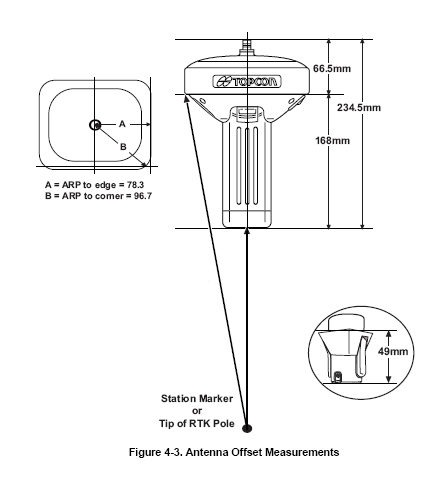 66.5mm
TOPCON
234.5mm
A
168mm
B
A = ARP to edge = 78.3
B = ARP to corner = 96.7
49mm
Station Marker
or
Tip of RTK Pole
Figure 4-3. Antenna Offset Measurements